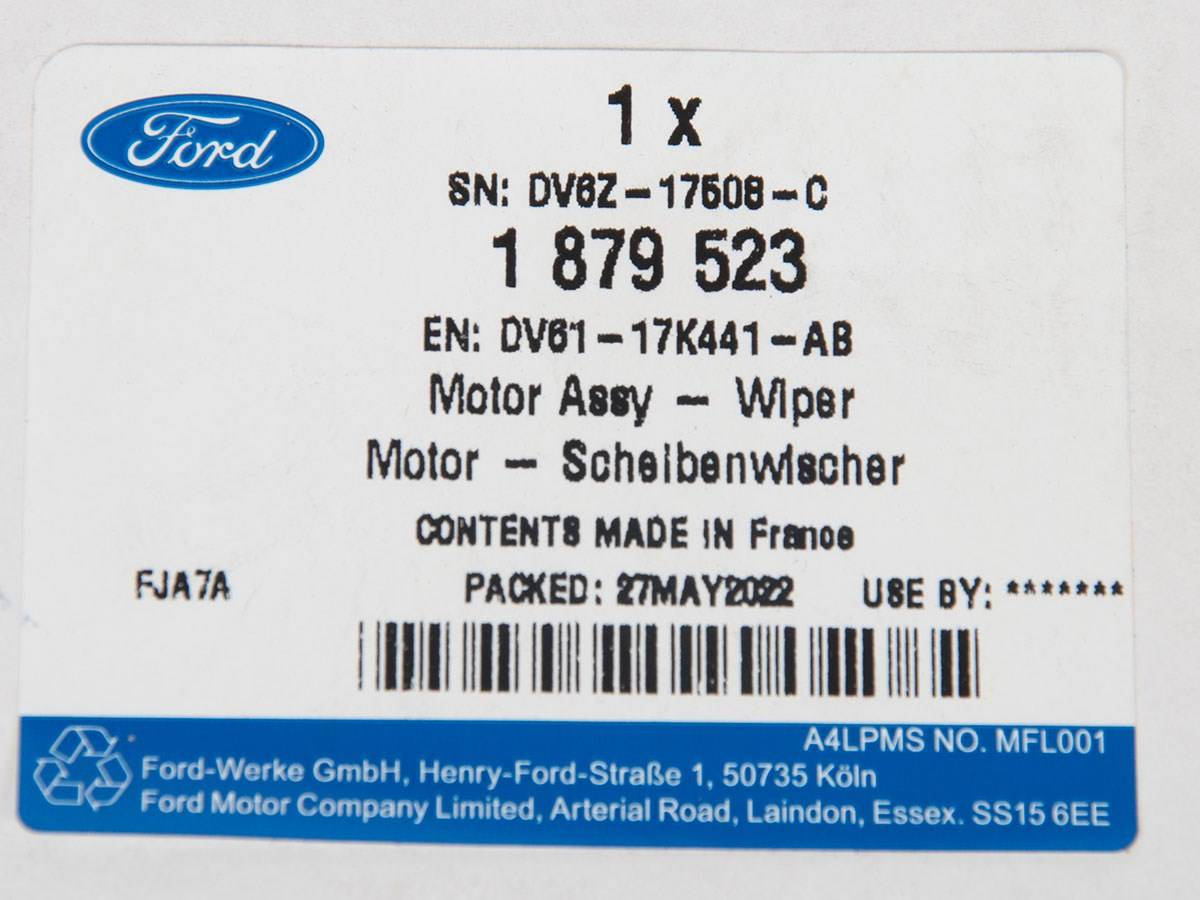 Ford
1 x
SN: DV6Z-17508-C
1 879 523
EN: DV61-17K441-AB
Motor Assy - Wiper
Motor - Scheibenwischer
CONTENTS MADE IN France
FJA7A PACKED: 27MAY2022 USE BY: *******
A4LPMS NO. MFL001
Ford-Werke GmbH, Henry-Ford-Straße 1, 50735 Köln
Ford Motor Company Limited, Arterial Road, Laindon, Essex. SS15 6EE